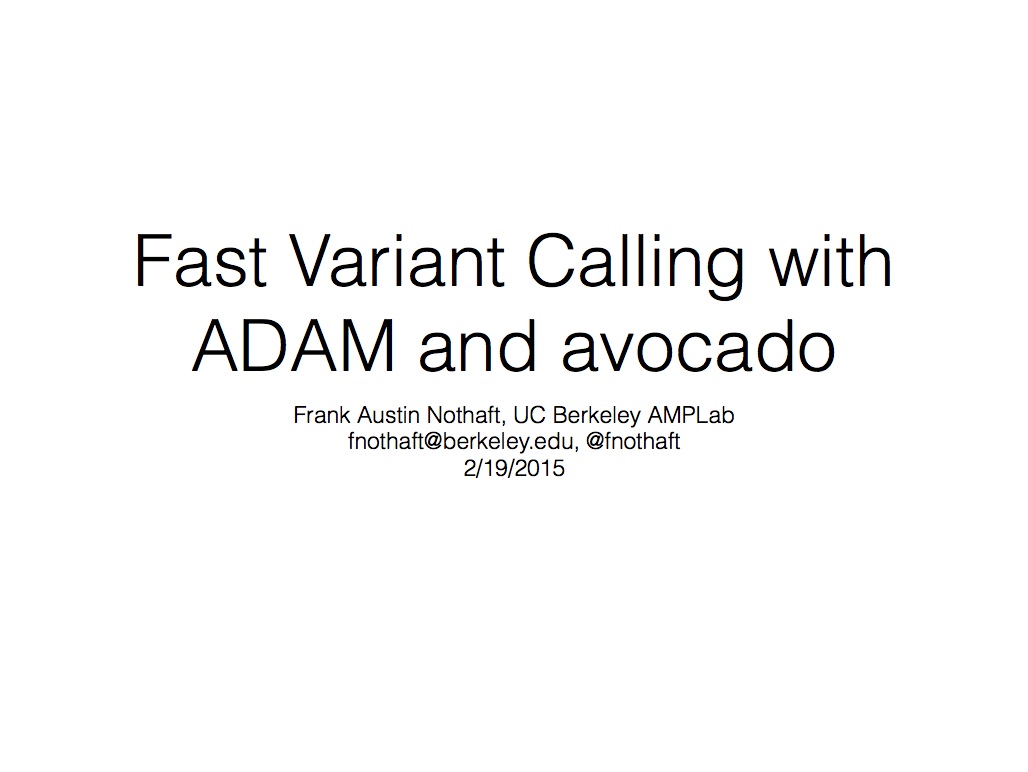 Fast Variant Calling with
ADAM and avocado
Frank Austin Nothaft, UC Berkeley AMPLab
fnothaft@berkeley.edu, @fnothaft
2/19/2015